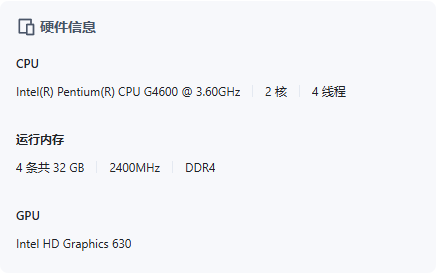 硬件信息
CPU
Intel(R) Pentium(R) CPU G4600 @ 3.60GHz 2 核 4 线程
运行内存
4 条共 32 GB 2400MHz DDR4
GPU
Intel HD Graphics 630